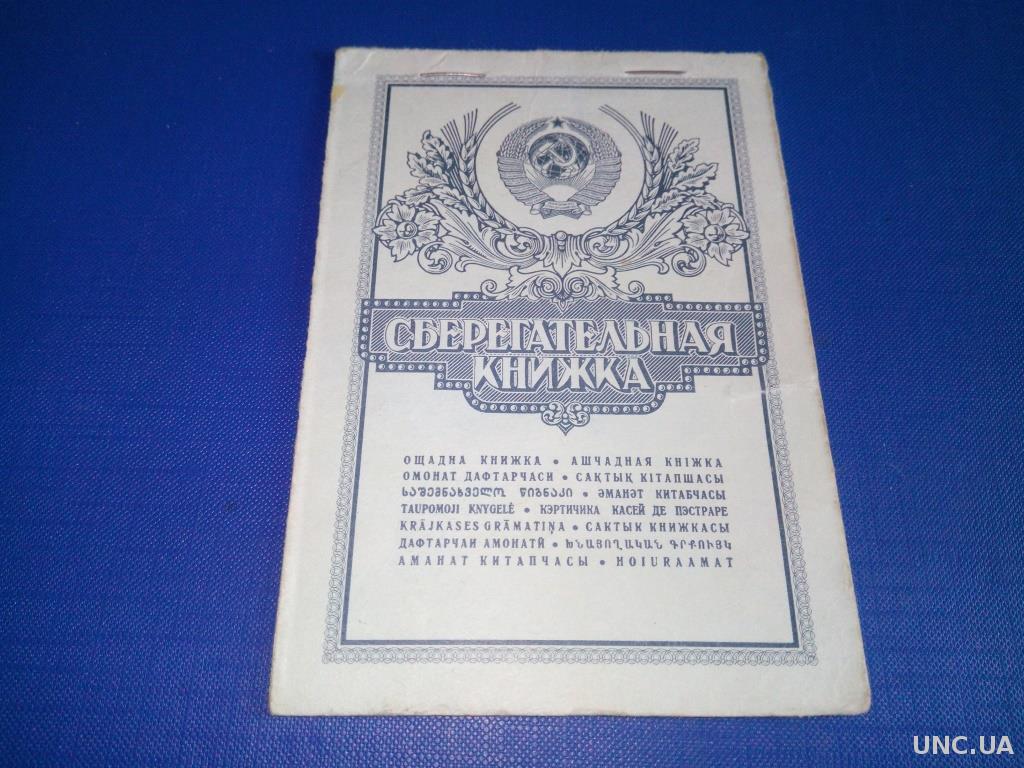 СБЕРЕГАТЕЛЬНАЯ
КНИЖКА
ОЩАДНА КНИЖКА • АШЧАДНАЯ КНІЖКА
ОМОНАТ ДАФТАРЧАСИ • САҚТЫҚ КІТАПШАСЫ
ᲡᲐᲨᲔᲛᲜᲐᲮᲕᲔᲚᲝ ᲬᲘᲒᲜᲐᲙᲘ • ӘМАНӘТ КИТАБЧАСЫ
TAUPOMOJI KNYGELĖ • КЭРТИЧИКА КАСЕЙ ДЕ ПЭСТРАРЕ
KRĀJKASES GRĀMATIŅA • САКТЫК КНИЖКАСЫ
ДАФТАРЧАИ АМОНАТӢ • ԽՆԱՅՈՂԱԿԱՆ ԳՐՔՈՒՅԿ
АМАНАТ КИТАПЧАСЫ • HOIURAAMAT
UNC.UA